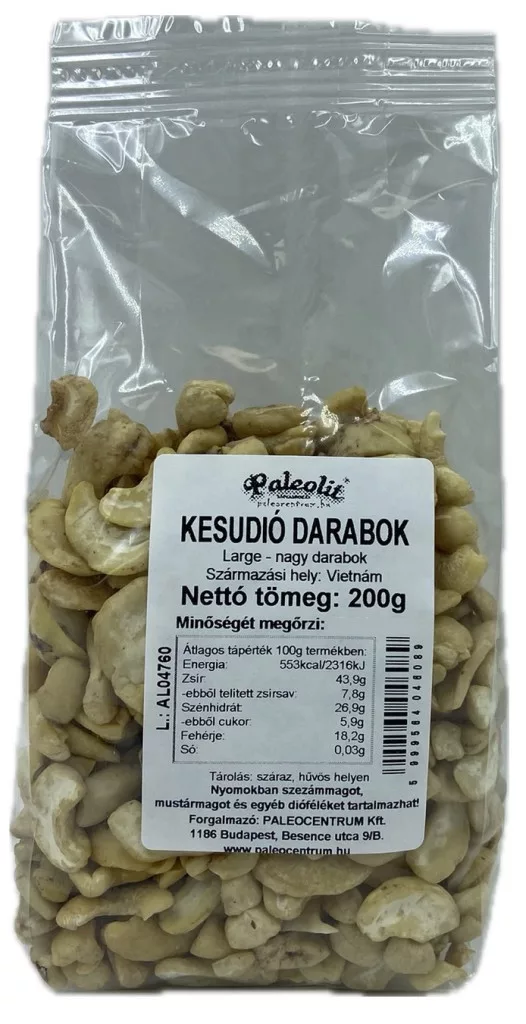 Paleolit
paleocentrum.hu
KESUDIÓ DARABOK
Large - nagy darabok
Származási hely: Vietnám
Nettó tömeg: 200g
Minőségét megőrzi:
L.: AL04760
Átlagos tápérték 100g termékben:
Energia: 553kcal/2316kJ
Zsír: 43,9g
-ebből telített zsírsav: 7,8g
Szénhidrát: 26,9g
-ebből cukor: 5,9g
Fehérje: 18,2g
Só: 0,03g
5 999564 046089
Tárolás: száraz, hűvös helyen
Nyomokban szezámmagot,
mustármagot és egyéb dióféléket tartalmazhat!
Forgalmazó: PALEOCENTRUM Kft.
1186 Budapest, Besence utca 9/B.
www.paleocentrum.hu